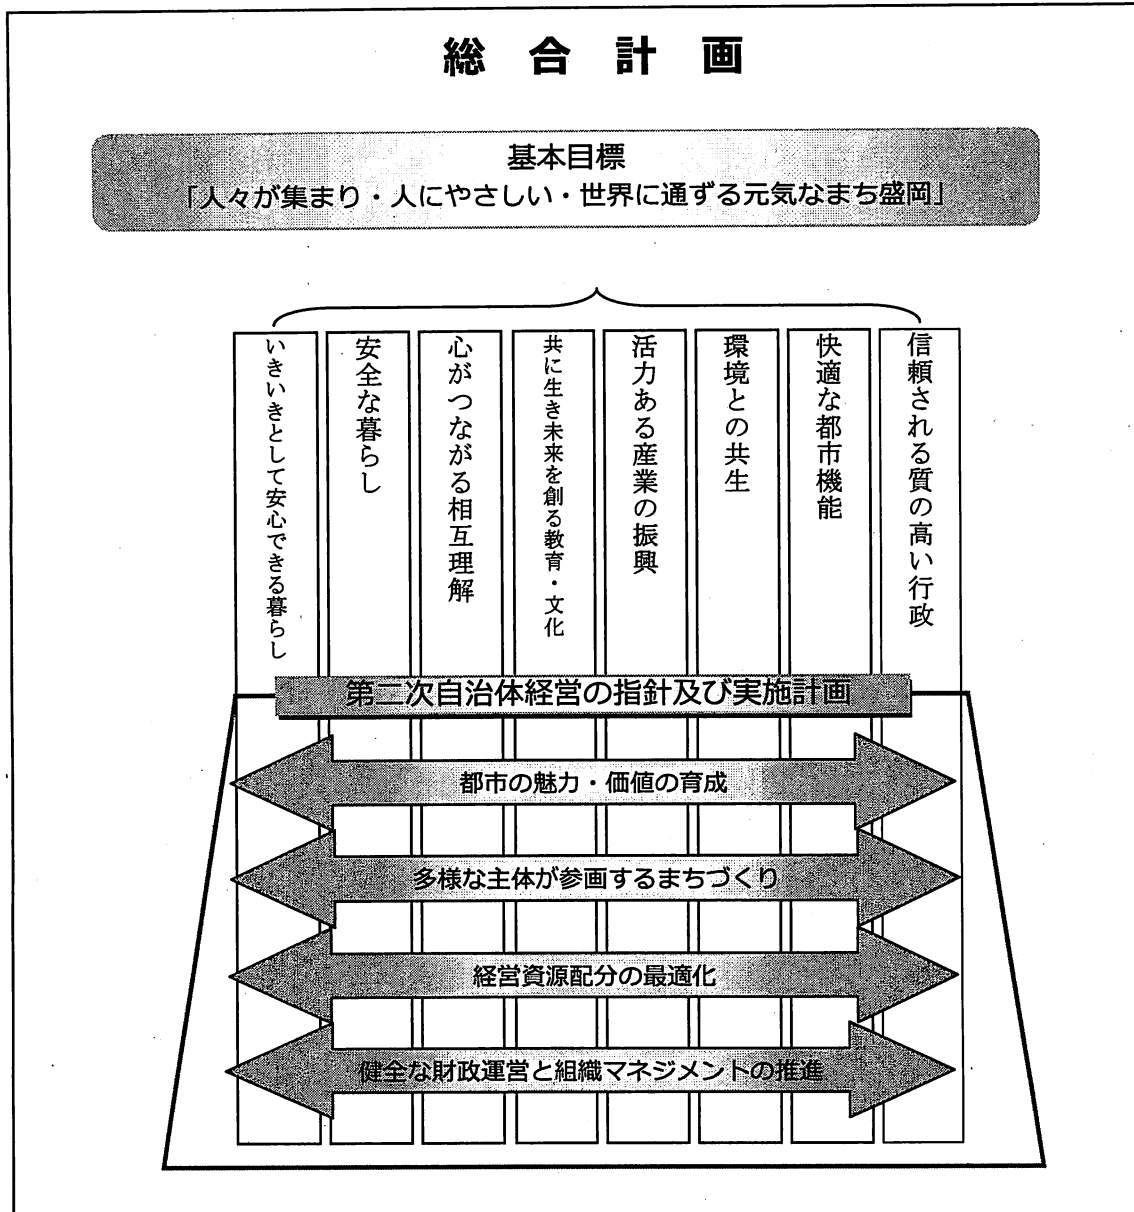 総合計画
基本目標
「人々が集まり・人にやさしい・世界に通ずる元気なまち盛岡」
いきいきとして安心できる暮らし
安全な暮らし
心がつながる相互理解
共に生き未来を創る教育・文化
活力ある産業の振興
環境との共生
快適な都市機能
信頼される質の高い行政
第二次自治体経営の指針及び実施計画
都市の魅力・価値の育成
多様な主体が参画するまちづくり
経営資源配分の最適化
健全な財政運営と組織マネジメントの推進